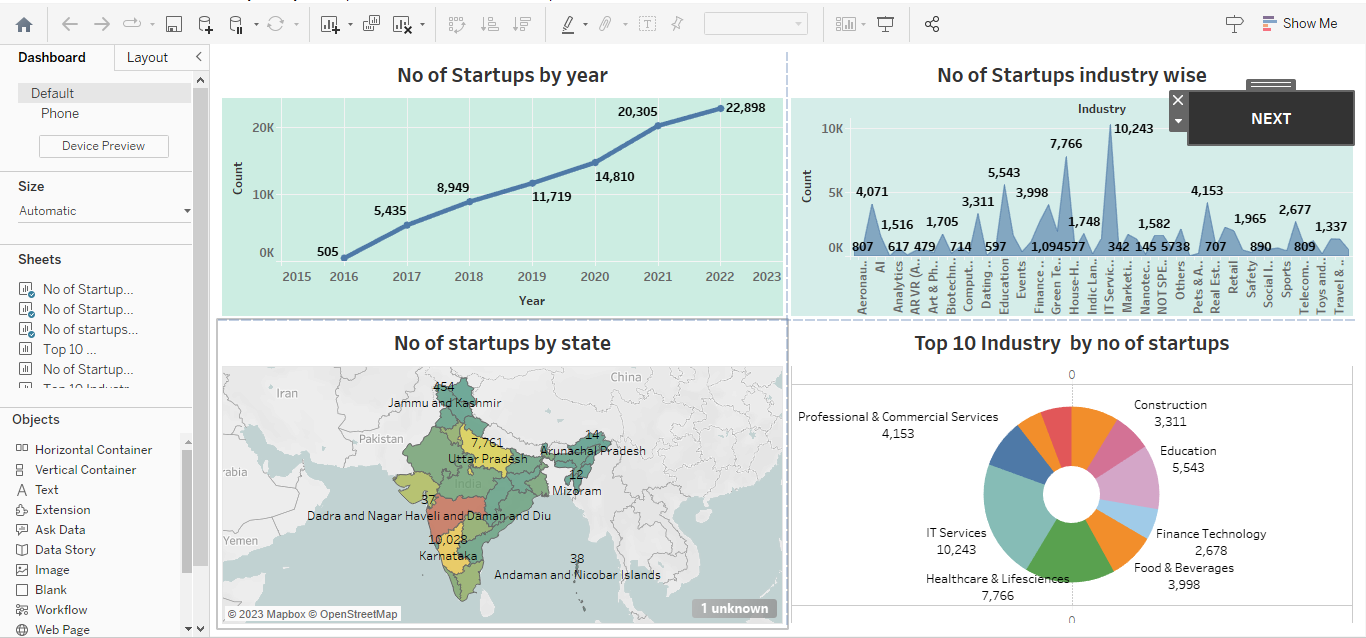 Show Me
Dashboard
Layout
Default
Phone
Device Preview
Size
Automatic
Sheets
No of Startup...
No of Startup...
No of startups...
Top 10 ...
No of Startup...
Objects
Horizontal Container
Vertical Container
Text
Extension
Ask Data
Data Story
Image
Blank
Workflow
Web Page
No of Startups by year
Count
20K
10K
0K
505
5,435
8,949
11,719
14,810
20,305
22,898
2015 2016 2017 2018 2019 2020 2021 2022 2023
Year
No of Startups industry wise
Industry
NEXT
Count
10K
5K
0K
10,243
7,766
5,543
4,071
3,998
4,153
3,311
2,677
1,516
1,705
1,748
1,582
1,965
1,337
807 617 479 714 597 1,094 577 342 145 5738 707 890 809
Aeronau..
AI
Analytics
AR VR (A..
Art & Ph..
Biotechn..
Comput..
Dating ..
Education
Events
Finance ..
Green Te..
House-H..
Indic Lan..
IT Servic..
Marketi..
Nanotec..
NOT SPE..
Others
Pets & A..
Real Est..
Retail
Safety
Social I..
Sports
Telecom..
Toys and..
Travel & ..
No of startups by state
China
Iran
454
Jammu and Kashmir
Pakistan
7,761
Uttar Pradesh
14
Arunachal Pradesh
India
12
Mizoram
37
Dadra and Nagar Haveli and Daman and Diu
Yemen
10,028
Karnataka
38
Andaman and Nicobar Islands
© 2023 Mapbox © OpenStreetMap
1 unknown
Top 10 Industry by no of startups
0
Construction
3,311
Professional & Commercial Services
4,153
Education
5,543
IT Services
10,243
Finance Technology
2,678
Food & Beverages
3,998
Healthcare & Lifesciences
7,766
0